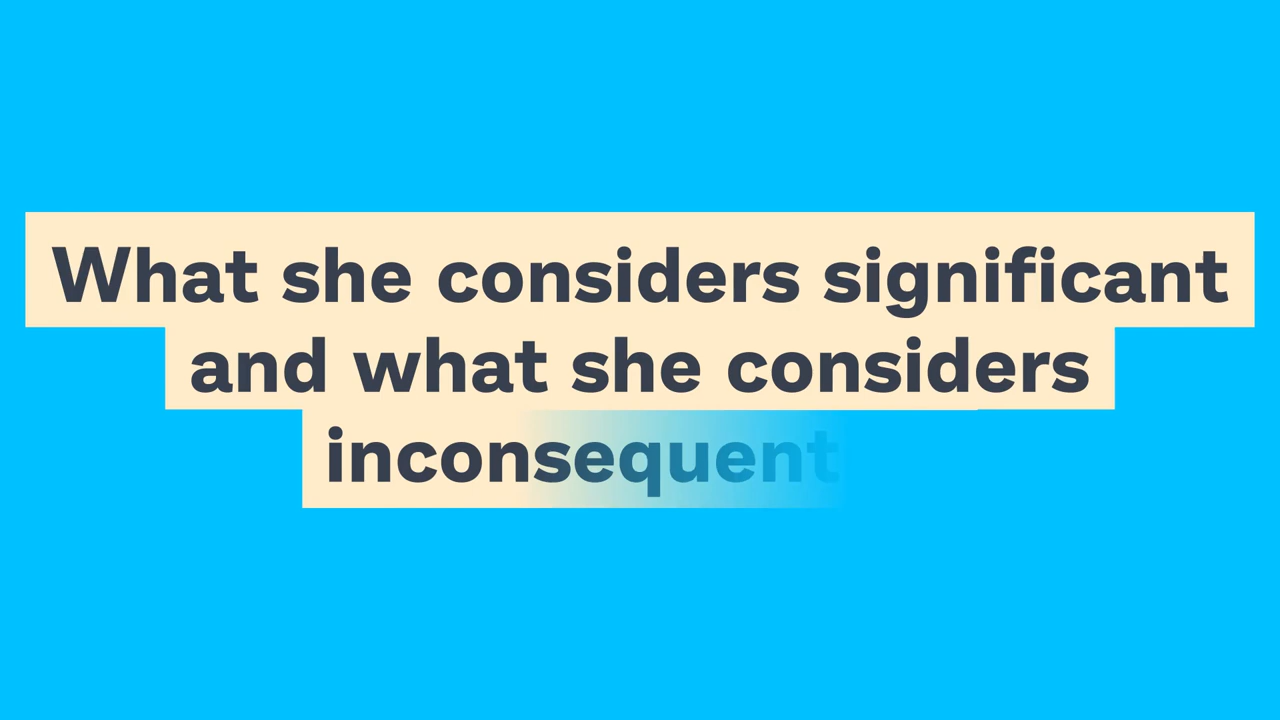 What she considers significant
and what she considers
inconsequent